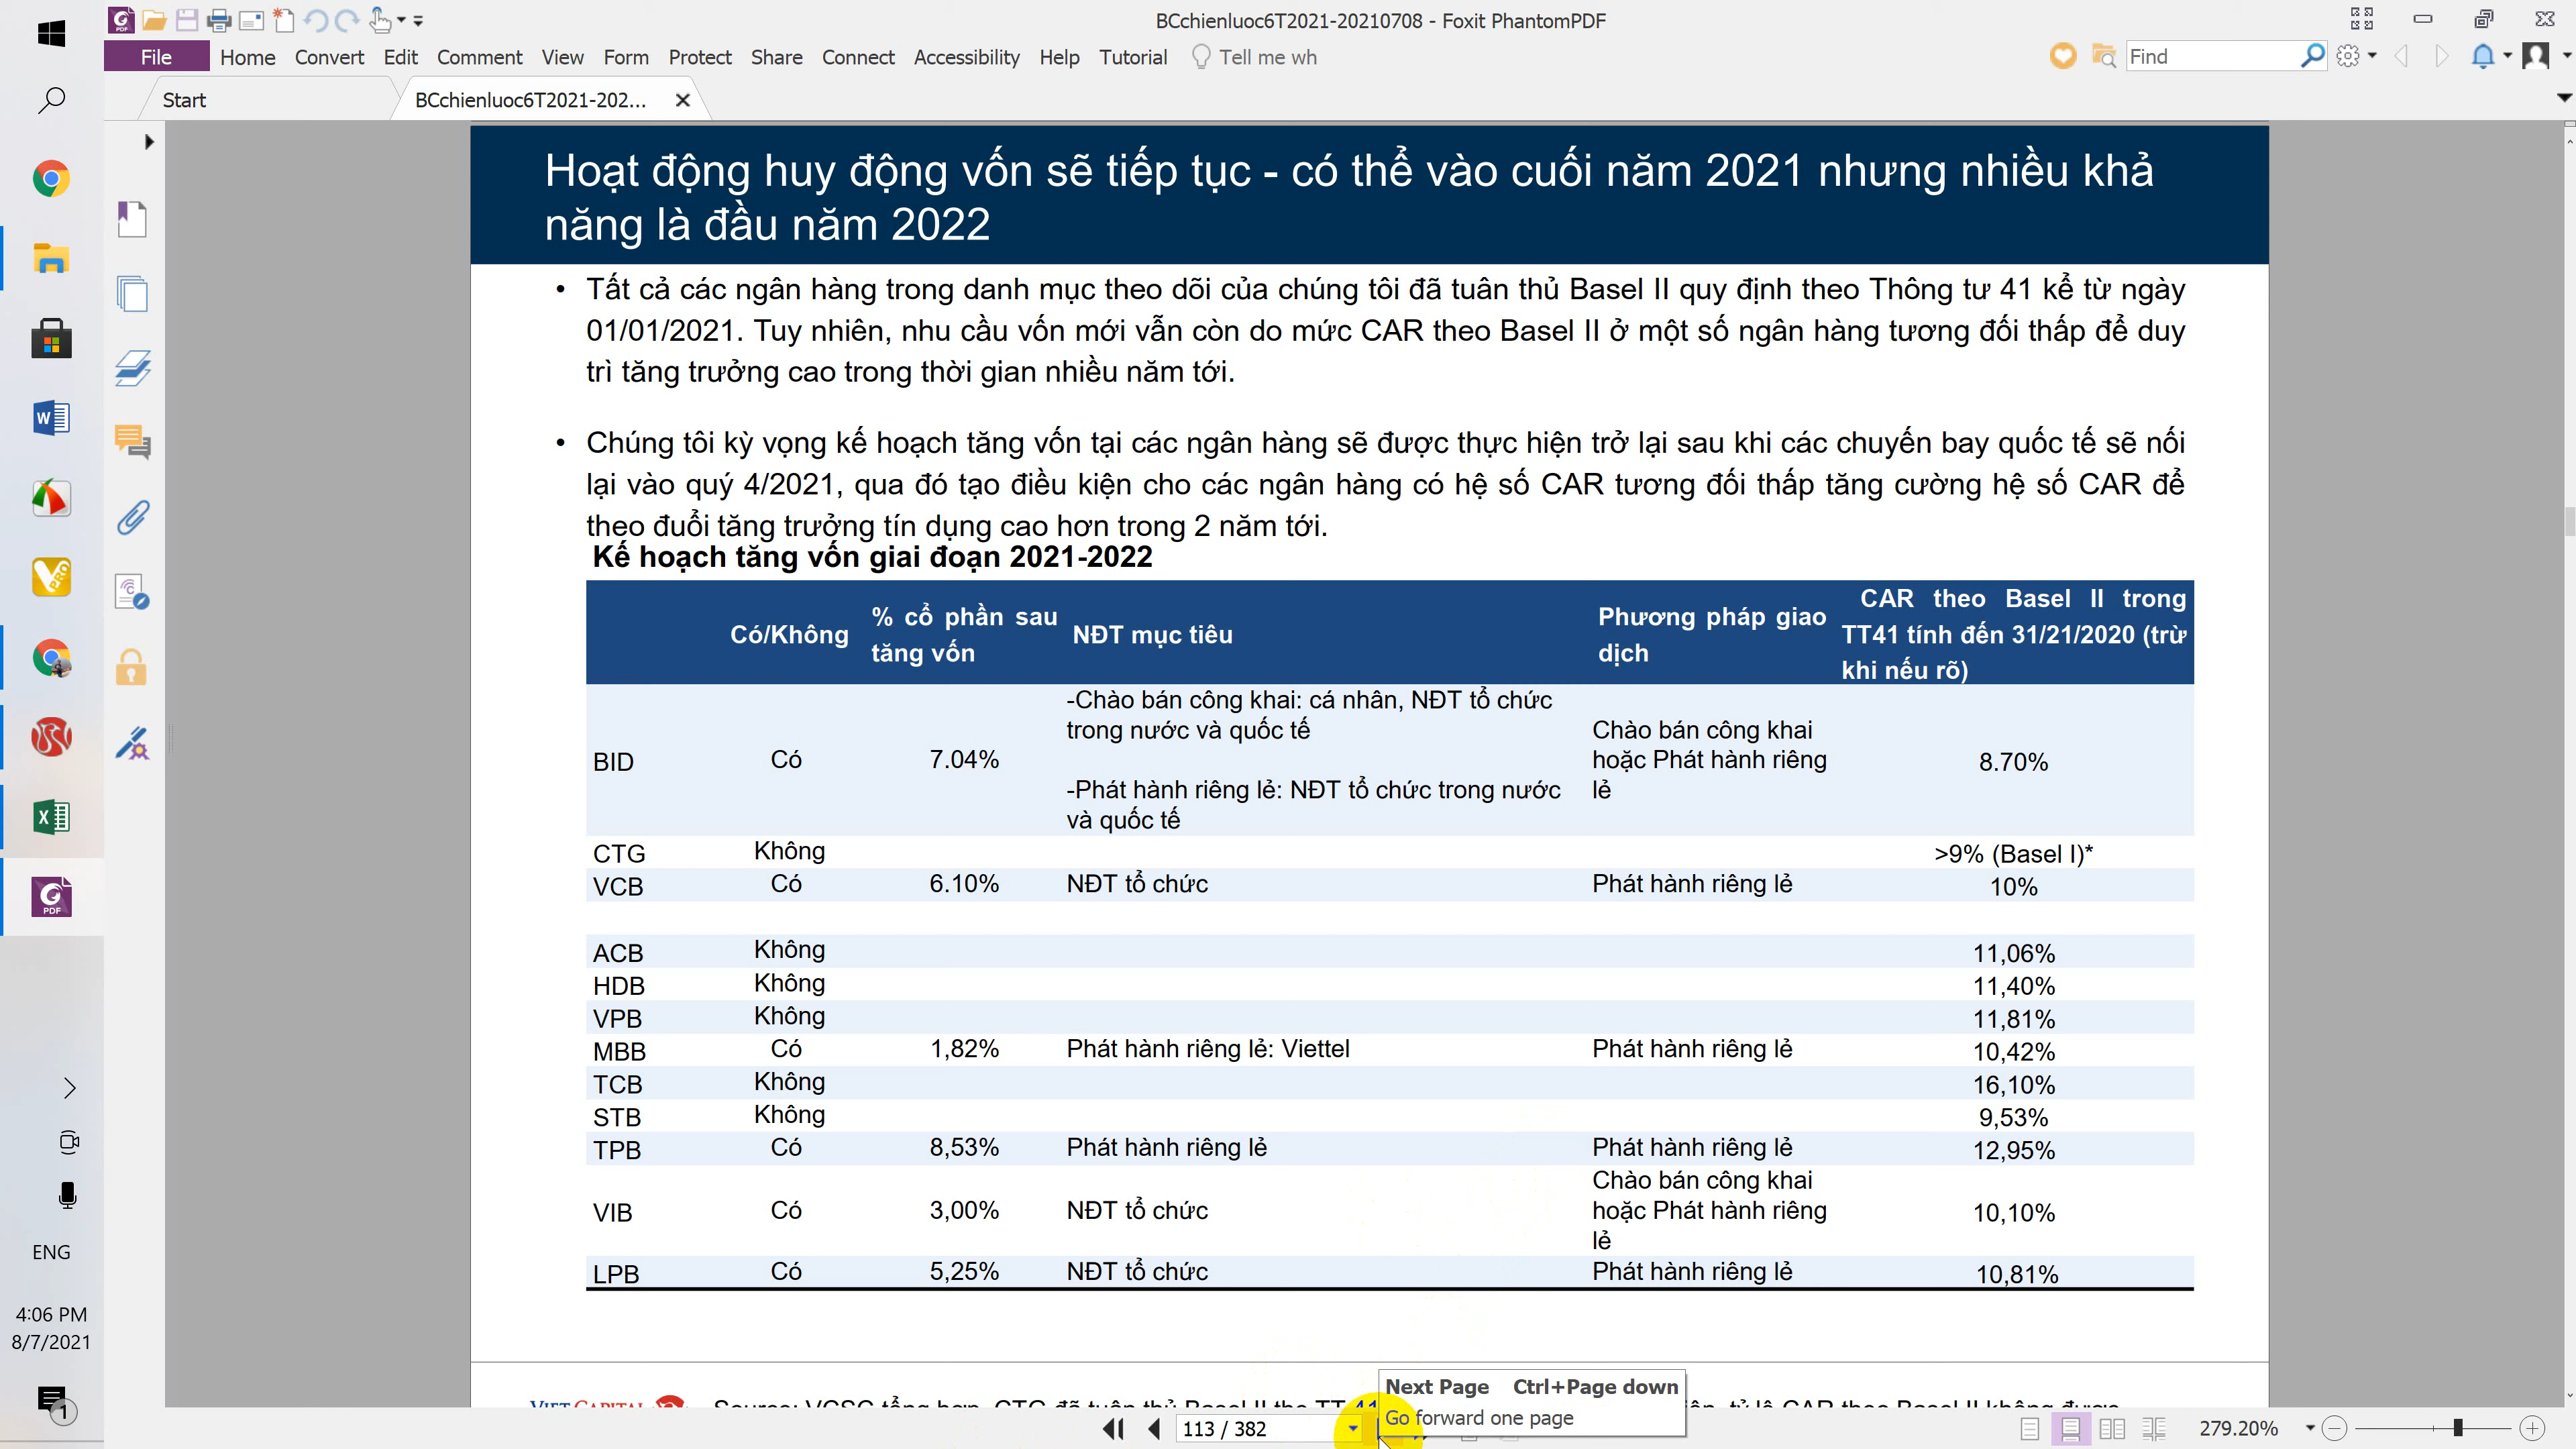 BCchienluoc6T2021-20210708 - Foxit PhantomPDF
File Home Convert Edit Comment View Form Protect Share Connect Accessibility Help Tutorial Tell me wh Find
Start BCchienluoc6T2021-202...
Hoạt động huy động vốn sẽ tiếp tục - có thể vào cuối năm 2021 nhưng nhiều khả
năng là đầu năm 2022
• Tất cả các ngân hàng trong danh mục theo dõi của chúng tôi đã tuân thủ Basel II quy định theo Thông tư 41 kể từ ngày
01/01/2021. Tuy nhiên, nhu cầu vốn mới vẫn còn do mức CAR theo Basel II ở một số ngân hàng tương đối thấp để duy
trì tăng trưởng cao trong thời gian nhiều năm tới.
• Chúng tôi kỳ vọng kế hoạch tăng vốn tại các ngân hàng sẽ được thực hiện trở lại sau khi các chuyến bay quốc tế sẽ nối
lại vào quý 4/2021, qua đó tạo điều kiện cho các ngân hàng có hệ số CAR tương đối thấp tăng cường hệ số CAR để
theo đuổi tăng trưởng tín dụng cao hơn trong 2 năm tới.
Kế hoạch tăng vốn giai đoạn 2021-2022
Có/Không
% cổ phần sau
tăng vốn
NĐT mục tiêu
Phương pháp giao
dịch
CAR theo Basel II trong
TT41 tính đến 31/21/2020 (trừ
khi nếu rõ)
BID Có 7.04%
-Chào bán công khai: cá nhân, NĐT tổ chức
trong nước và quốc tế
-Phát hành riêng lẻ: NĐT tổ chức trong nước
và quốc tế
Chào bán công khai
hoặc Phát hành riêng
lẻ
8.70%
CTG Không >9% (Basel I)*
VCB Có 6.10% NĐT tổ chức Phát hành riêng lẻ 10%
ACB Không 11,06%
HDB Không 11,40%
VPB Không 11,81%
MBB Có 1,82% Phát hành riêng lẻ: Viettel Phát hành riêng lẻ 10,42%
TCB Không 16,10%
STB Không 9,53%
TPB Có 8,53% Phát hành riêng lẻ Phát hành riêng lẻ 12,95%
VIB Có 3,00% NĐT tổ chức
Chào bán công khai
hoặc Phát hành riêng
lẻ
10,10%
LPB Có 5,25% NĐT tổ chức Phát hành riêng lẻ 10,81%
Next Page Ctrl+Page down
Go forward one page
113 / 382
279.20%
ENG
4:06 PM
8/7/2021
1